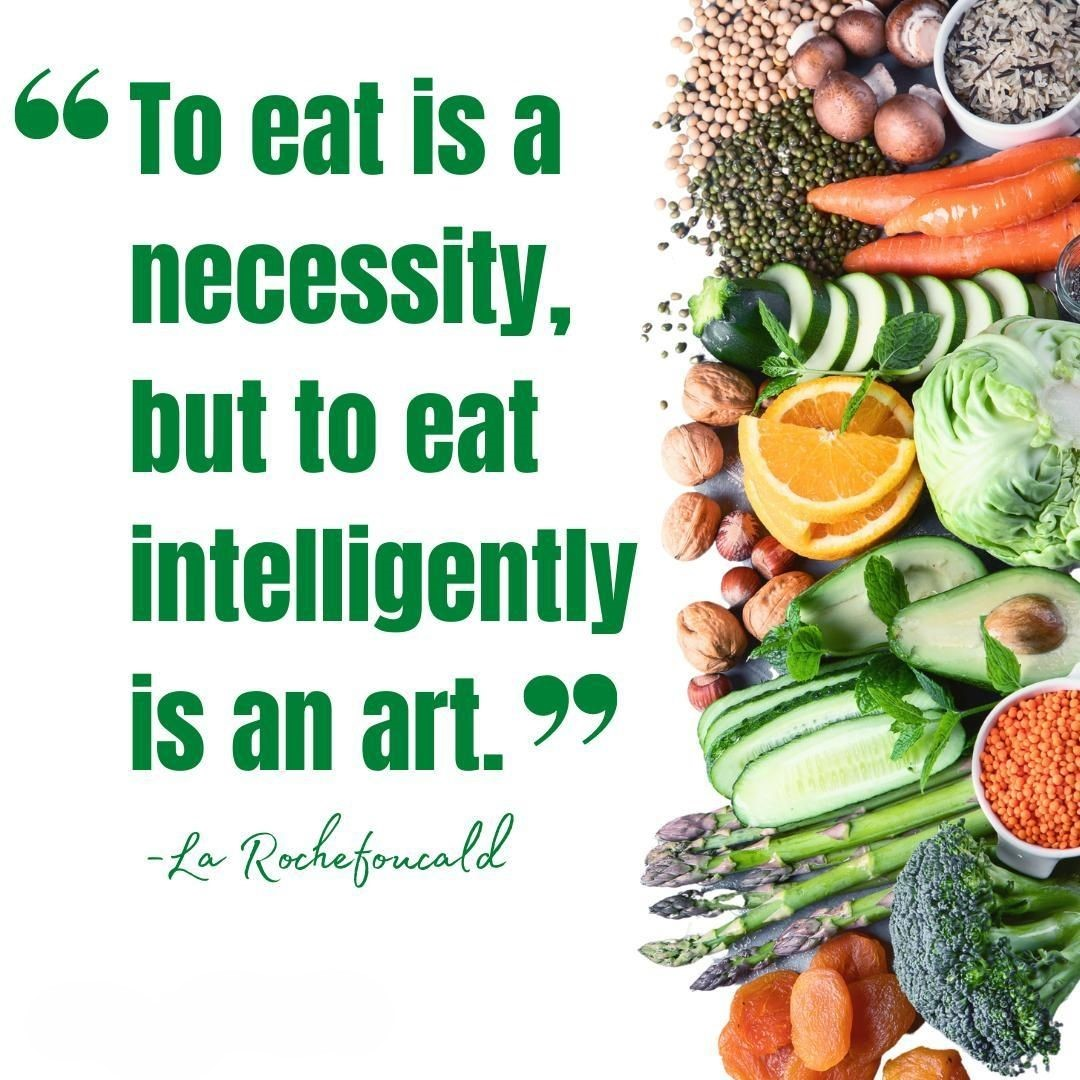 “ To eat is a
necessity,
but to eat
intelligently
is an art. ”
-La Rochefoucald